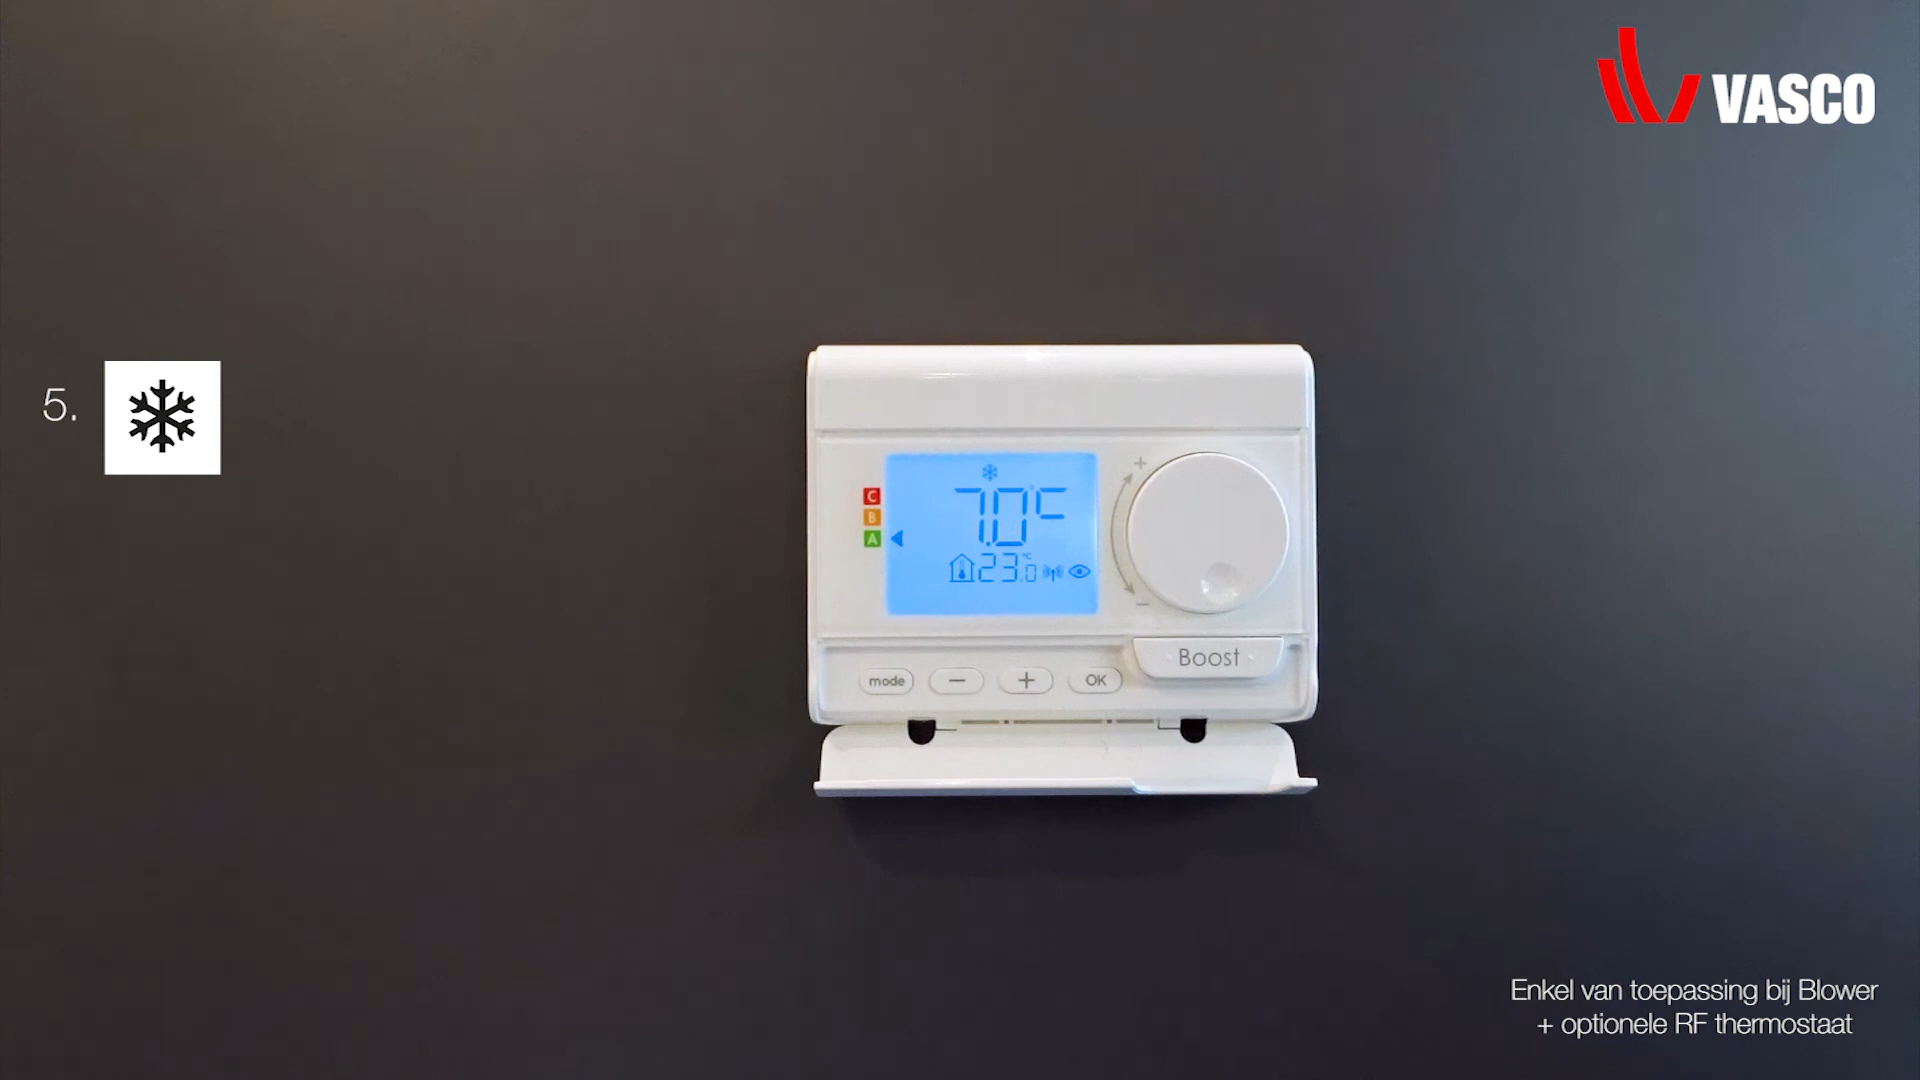 VASCO
5.
C
B
A
7.0°C
23.0 °C
Boost
mode
OK
Enkel van toepassing bij Blower
+ optionele RF thermostaat